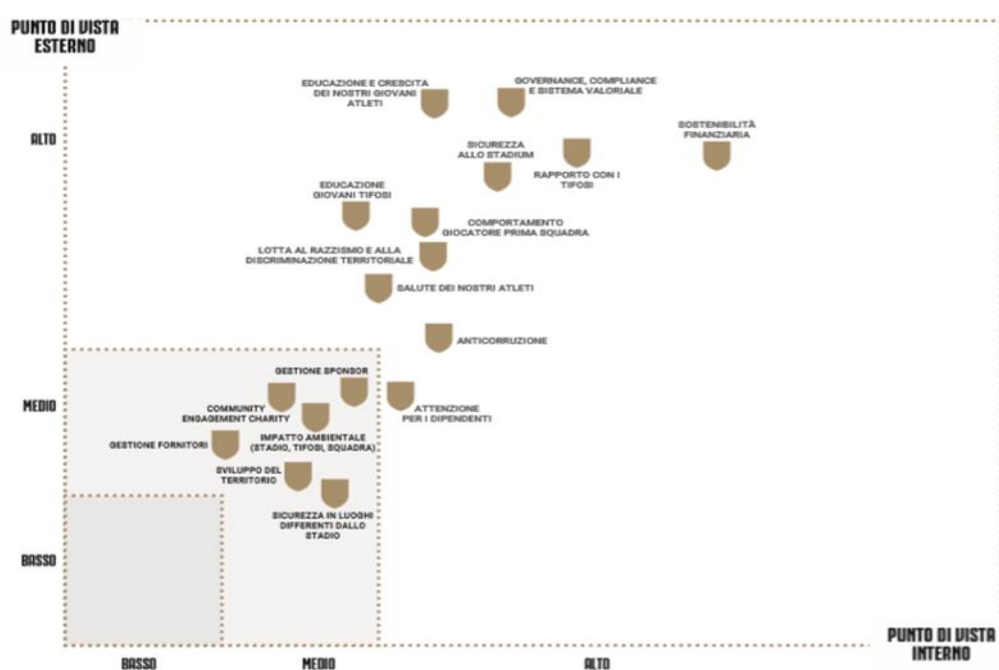 PUNTO DI VISTA
ESTERNO
EDUCAZIONE E CRESCITA
DEI NOSTRI GIOVANI
ATLETI
GOVERNANCE, COMPLIANCE
E SISTEMA VALORIALE
SOSTENIBILITÀ
FINANZIARIA
ALTO
SICUREZZA
ALLO STADIUM
RAPPORTO CON I
TIFOSI
EDUCAZIONE
GIOVANI TIFOSI
COMPORTAMENTO
GIOCATORE PRIMA SQUADRA
LOTTA AL RAZZISMO E ALLA
DISCRIMINAZIONE TERRITORIALE
SALUTE DEI NOSTRI ATLETI
ANTICORRUZIONE
GESTIONE SPONSOR
MEDIO
COMMUNITY
ENGAGEMENT CHARITY
ATTENZIONE
PER I DIPENDENTI
IMPATTO AMBIENTALE
(STADIO, TIFOSI, SQUADRA)
GESTIONE FORNITORI
SVILUPPO DEL
TERRITORIO
SICUREZZA IN LUOGHI
DIFFERENTI DALLO
STADIO
BASSO
PUNTO DI VISTA
INTERNO
BASSO
MEDIO
ALTO